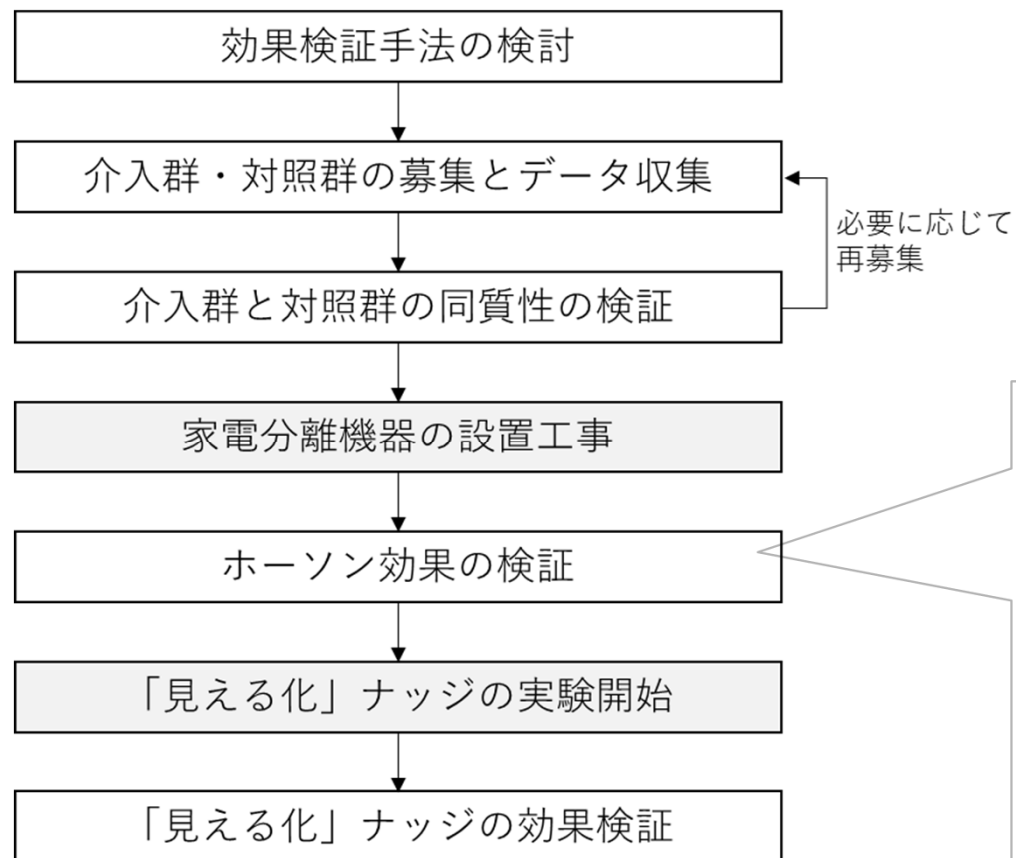 効果検証手法の検討
介入群・対照群の募集とデータ収集
必要に応じて
再募集
介入群と対照群の同質性の検証
家電分離機器の設置工事
ホーソン効果の検証
「見える化」ナッジの実験開始
「見える化」ナッジの効果検証